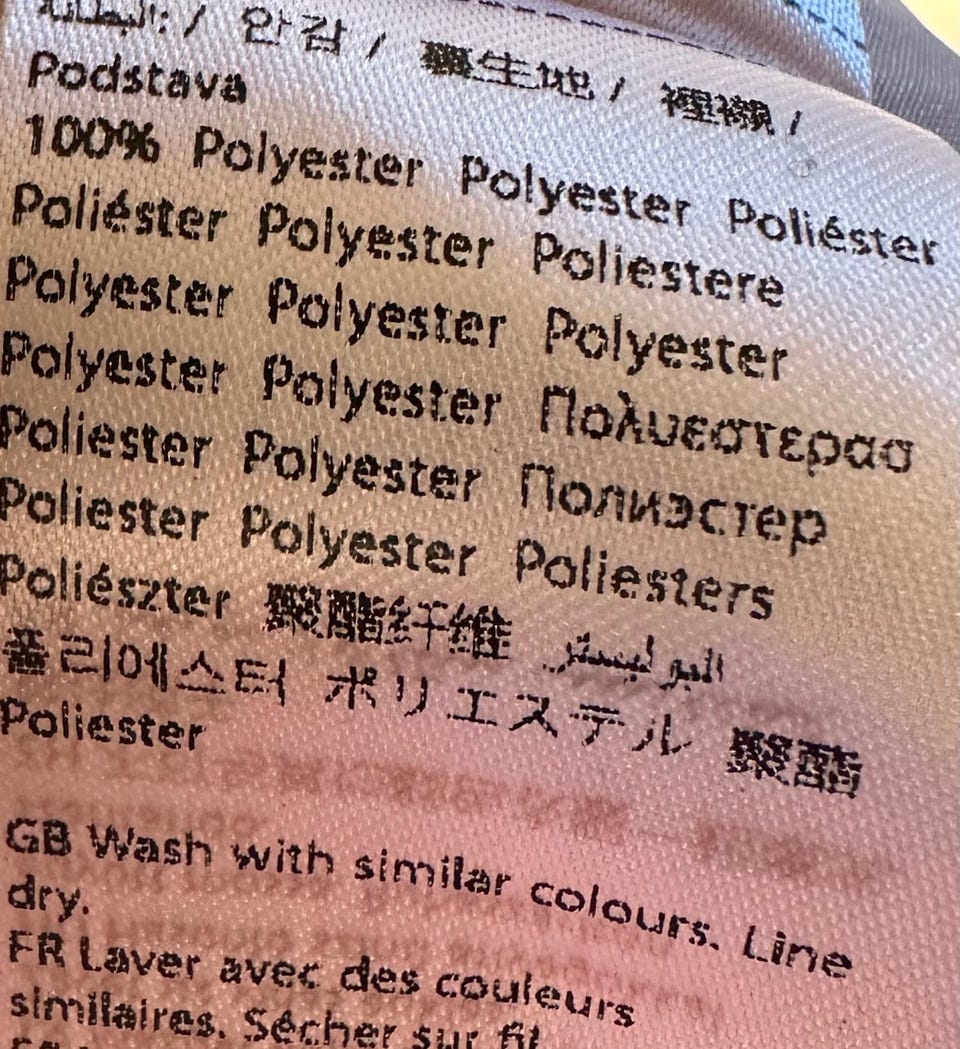 البطانة: / 안감 / 裏生地 / 裡襯 /
Podstava
100% Polyester Polyester Poliéster
Poliéster Polyester Poliestere
Polyester Polyester Polyester
Polyester Polyester Πολυεστερασ
Poliester Polyester Полиэстер
Poliester Polyester Poliesters
Poliészter 聚酯纤维 البوليستر
폴리에스터 ポリエステル 聚酯
Poliester
GB Wash with similar colours. Line
dry.
FR Laver avec des couleurs
similaires. Sécher sur fil.